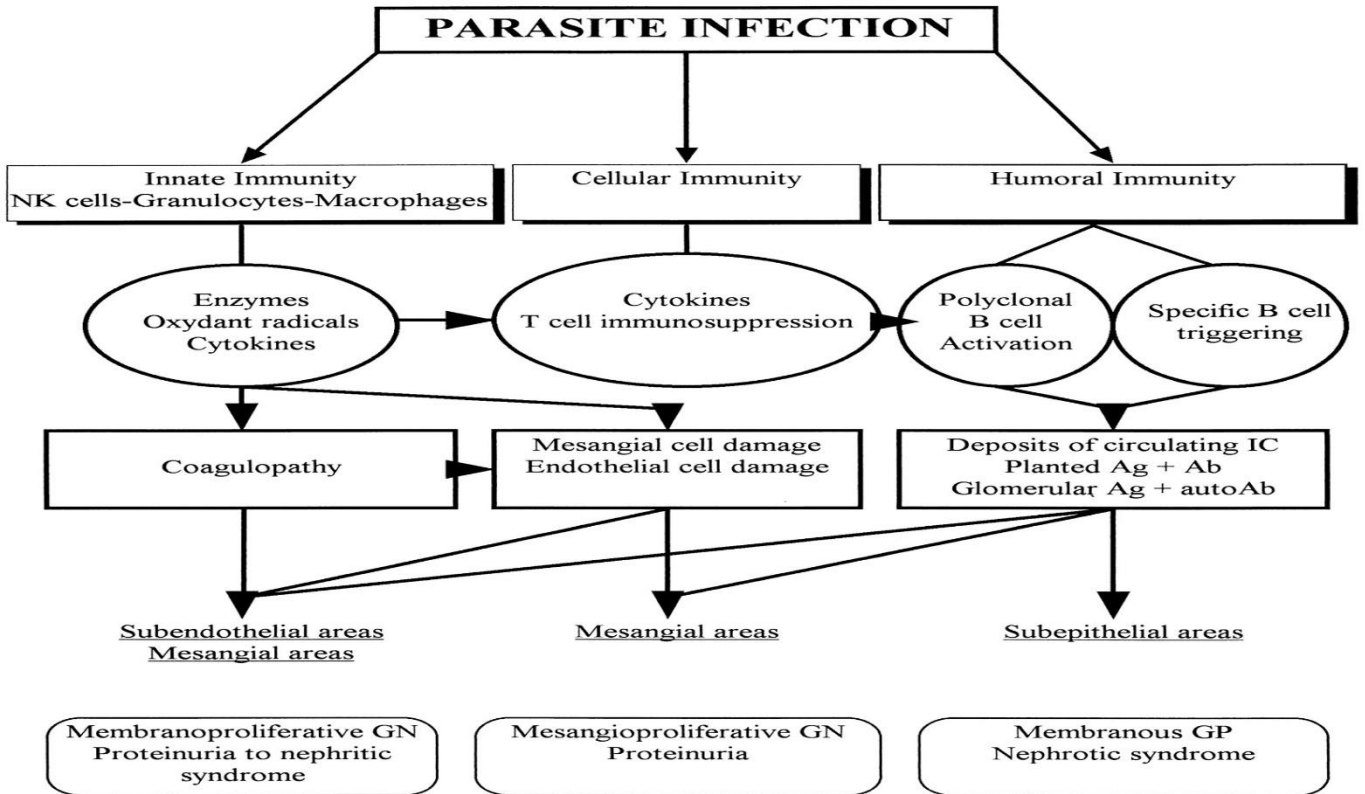 PARASITE INFECTION
Innate Immunity
NK cells-Granulocytes-Macrophages
Cellular Immunity
Humoral Immunity
Enzymes
Oxydant radicals
Cytokines
Cytokines
T cell immunosuppression
Polyclonal
B cell
Activation
Specific B cell
triggering
Coagulopathy
Mesangial cell damage
Endothelial cell damage
Deposits of circulating IC
Planted Ag + Ab
Glomerular Ag + autoAb
Subendothelial areas
Mesangial areas
Mesangial areas
Subepithelial areas
Membranoproliferative GN
Proteinuria to nephritic
syndrome
Mesangioproliferative GN
Proteinuria
Membranous GP
Nephrotic syndrome